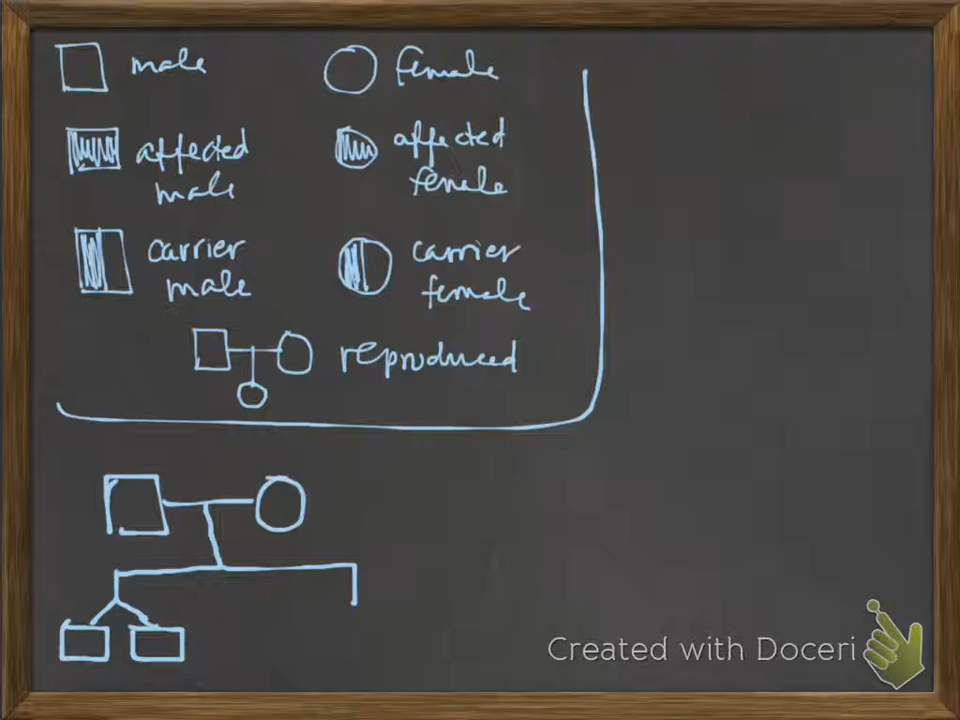 male
female
affected
male
affected
female
carrier
male
carrier
female
reproduced
Created with Doceri